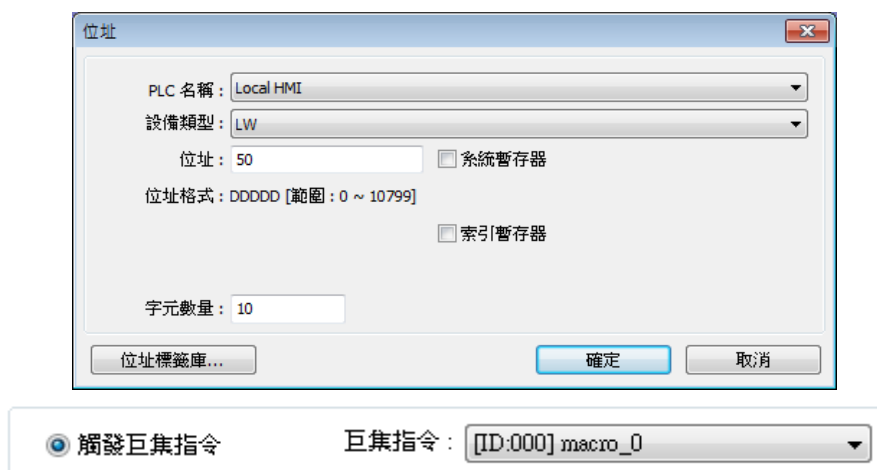 位址
PLC 名稱 : Local HMI
設備類型 : LW
位址 : 50 系統暫存器
位址格式 : DDDDD [範圍 : 0 ~ 10799]
索引暫存器
字元數量 : 10
位址標籤庫... 確定 取消
觸發巨集指令 巨集指令 : [ID:000] macro_0